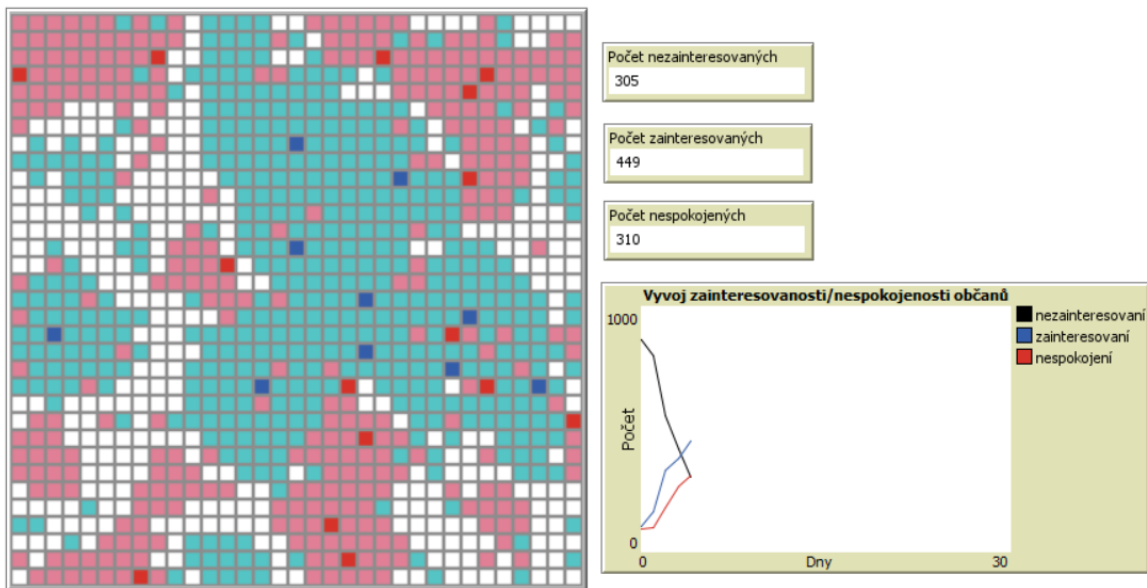 Počet nezainteresovaných
305
Počet zainteresovaných
449
Počet nespokojených
310
Vyvoj zainteresovanosti/nespokojenosti občanů
1000
Počet
0
0
Dny
30
nezainteresovaní
zainteresovaní
nespokojení